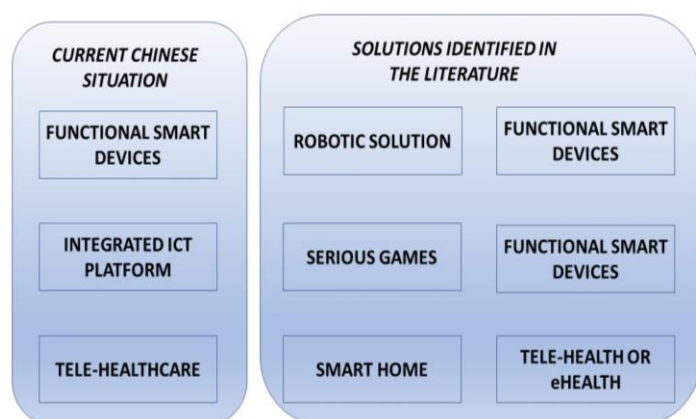 CURRENT CHINESE
SITUATION
FUNCTIONAL SMART
DEVICES
INTEGRATED ICT
PLATFORM
TELE-HEALTHCARE
SOLUTIONS IDENTIFIED IN
THE LITERATURE
ROBOTIC SOLUTION
FUNCTIONAL SMART
DEVICES
SERIOUS GAMES
FUNCTIONAL SMART
DEVICES
SMART HOME
TELE-HEALTH OR
eHEALTH